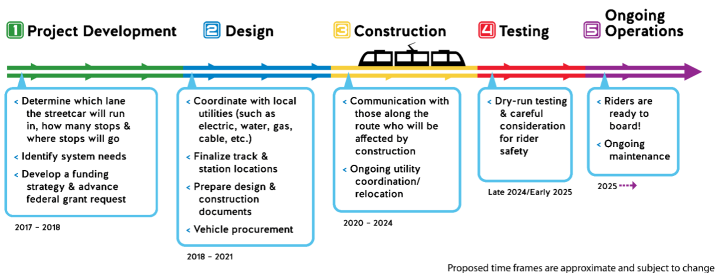 1 Project Development
2 Design
3 Construction
4 Testing
5 Ongoing
Operations
< Determine which lane
the streetcar will run
in, how many stops &
where stops will go
< Identify system needs
< Develop a funding
strategy & advance
federal grant request
2017 – 2018
< Coordinate with local
utilities (such as
electric, water, gas,
cable, etc.)
< Finalize track &
station locations
< Prepare design &
construction
documents
< Vehicle procurement
2018 – 2021
< Communication with
those along the
route who will be
affected by
construction
< Ongoing utility
coordination/
relocation
2020 – 2024
< Dry-run testing
& careful
consideration
for rider
safety
Late 2024/Early 2025
< Riders are
ready to
board!
< Ongoing
maintenance
2025
Proposed time frames are approximate and subject to change